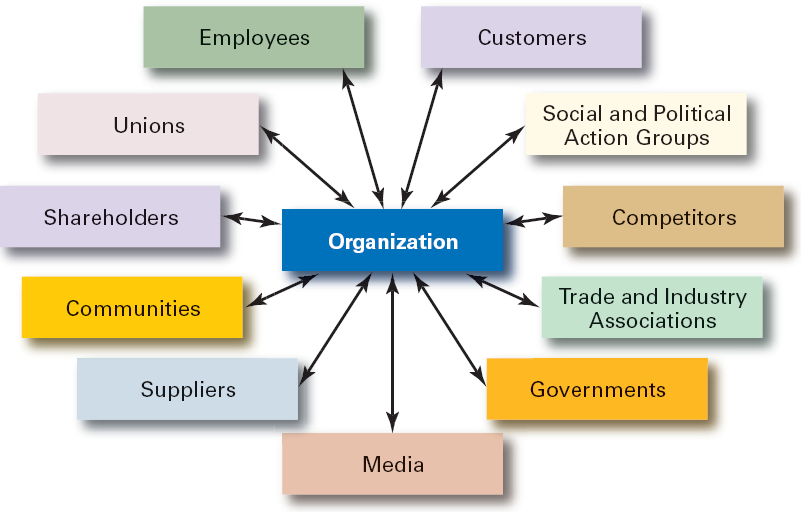 Employees
Customers
Unions
Social and Political
Action Groups
Shareholders
Organization
Competitors
Communities
Trade and Industry
Associations
Suppliers
Governments
Media